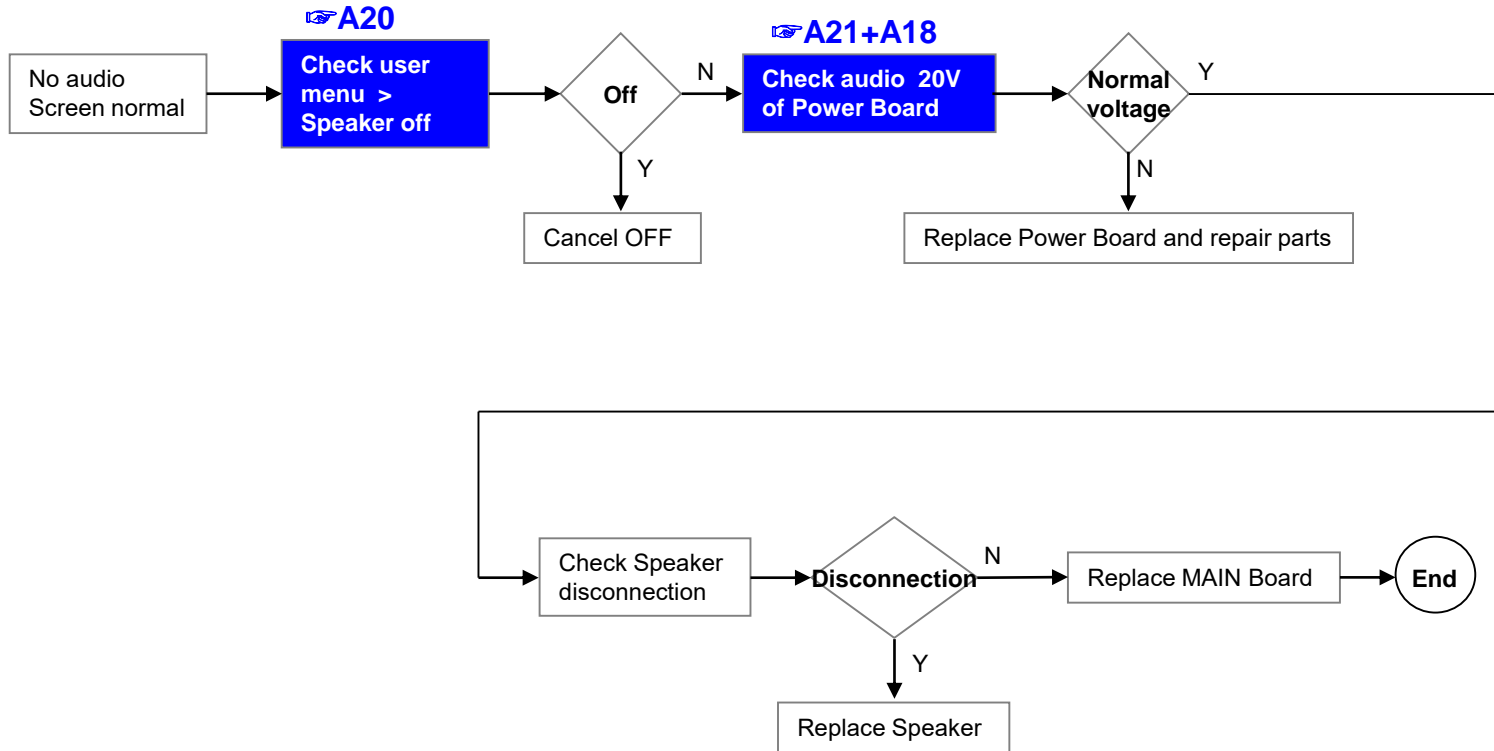 ☞A20
☞A21+A18
No audio
Screen normal
Check user
menu >
Speaker off
Off
N
Check audio 20V
of Power Board
Normal
voltage
Y
Y
N
Cancel OFF
Replace Power Board and repair parts
Check Speaker
disconnection
Disconnection
N
Replace MAIN Board
End
Y
Replace Speaker